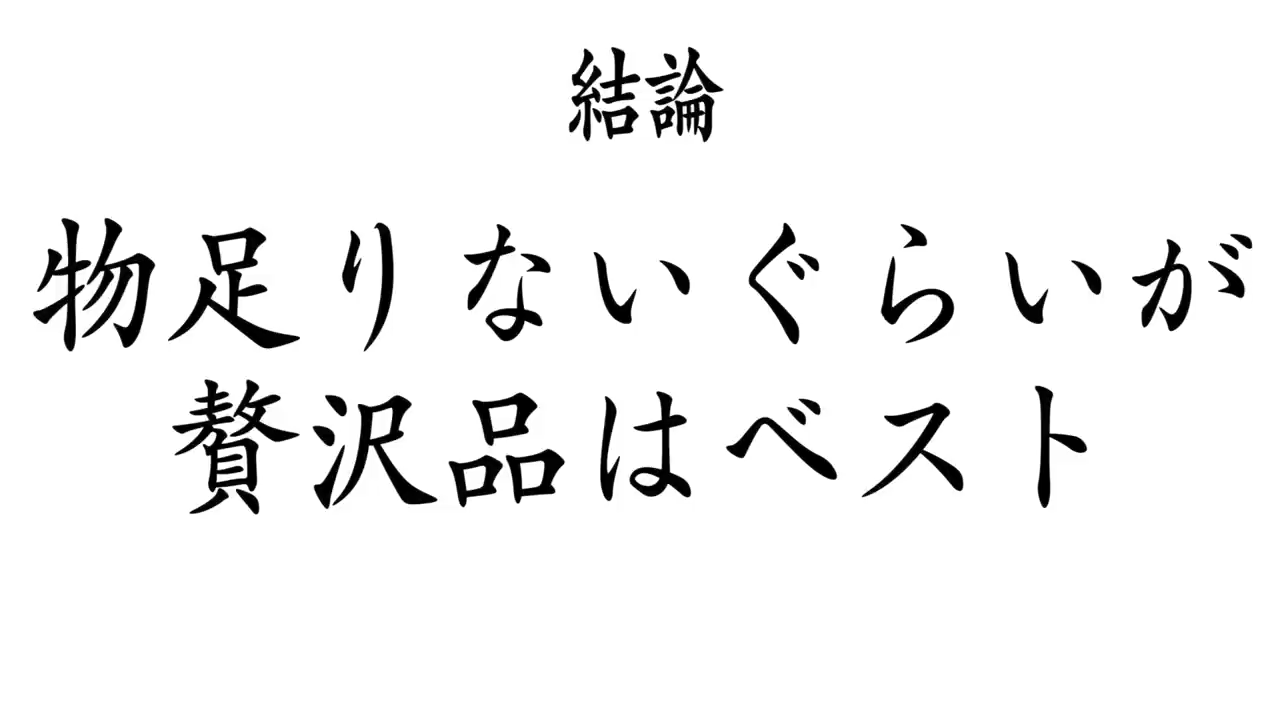 結論
物足りないぐらいが
贅沢品はベスト